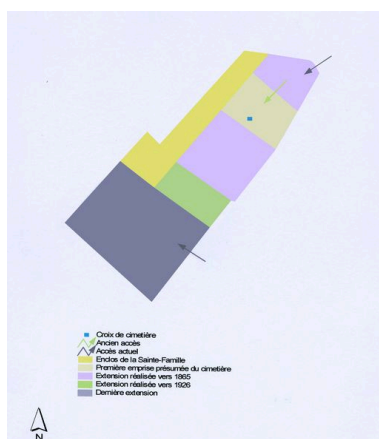 Croix de cimetière
Ancien accès
Accès actuel
Enclos de la Sainte-Famille
Première emprise présumée du cimetière
Extension réalisée vers 1865
Extension réalisée vers 1926
Dernière extension
N